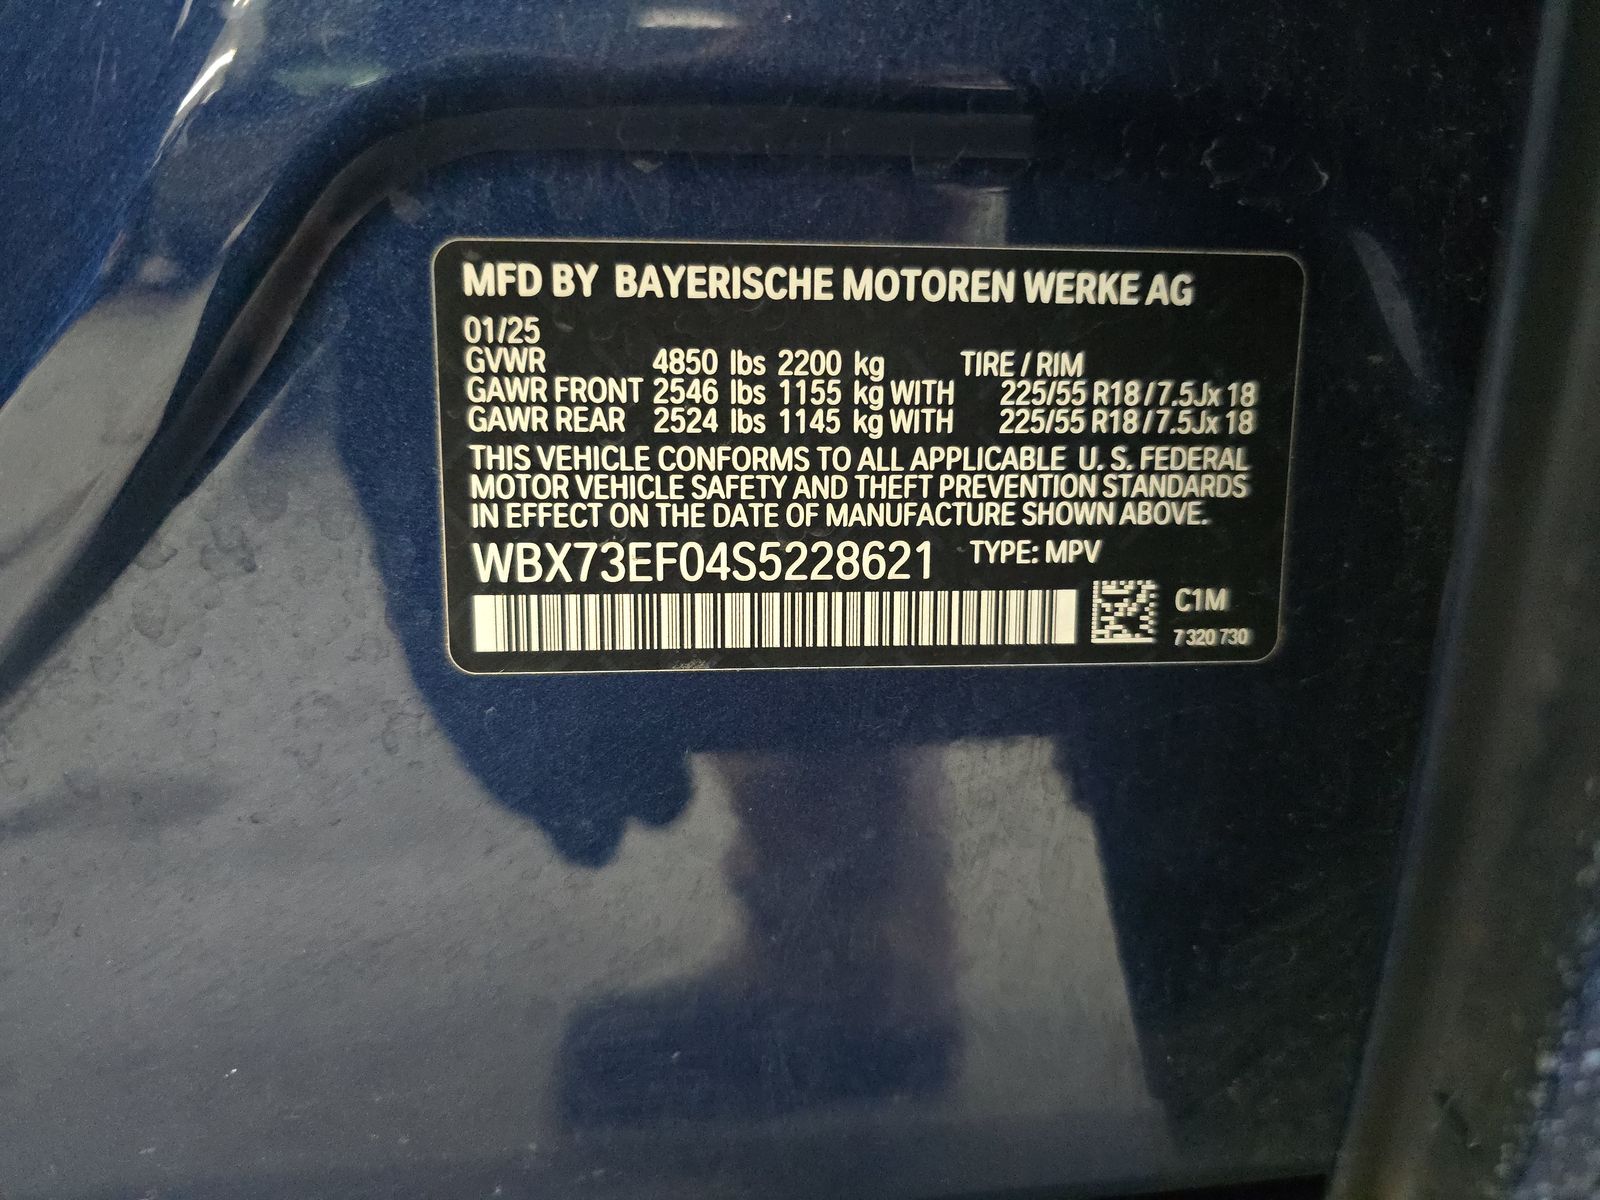 MFD BY BAYERISCHE MOTOREN WERKE AG
01/25
GVWR 4850 lbs 2200 kg TIRE / RIM
GAWR FRONT 2546 lbs 1155 kg WITH 225/55 R18 / 7.5Jx 18
GAWR REAR 2524 lbs 1145 kg WITH 225/55 R18 / 7.5Jx 18
THIS VEHICLE CONFORMS TO ALL APPLICABLE U. S. FEDERAL
MOTOR VEHICLE SAFETY AND THEFT PREVENTION STANDARDS
IN EFFECT ON THE DATE OF MANUFACTURE SHOWN ABOVE.
WBX73EF04S5228621 TYPE: MPV
C1M
7 320 730